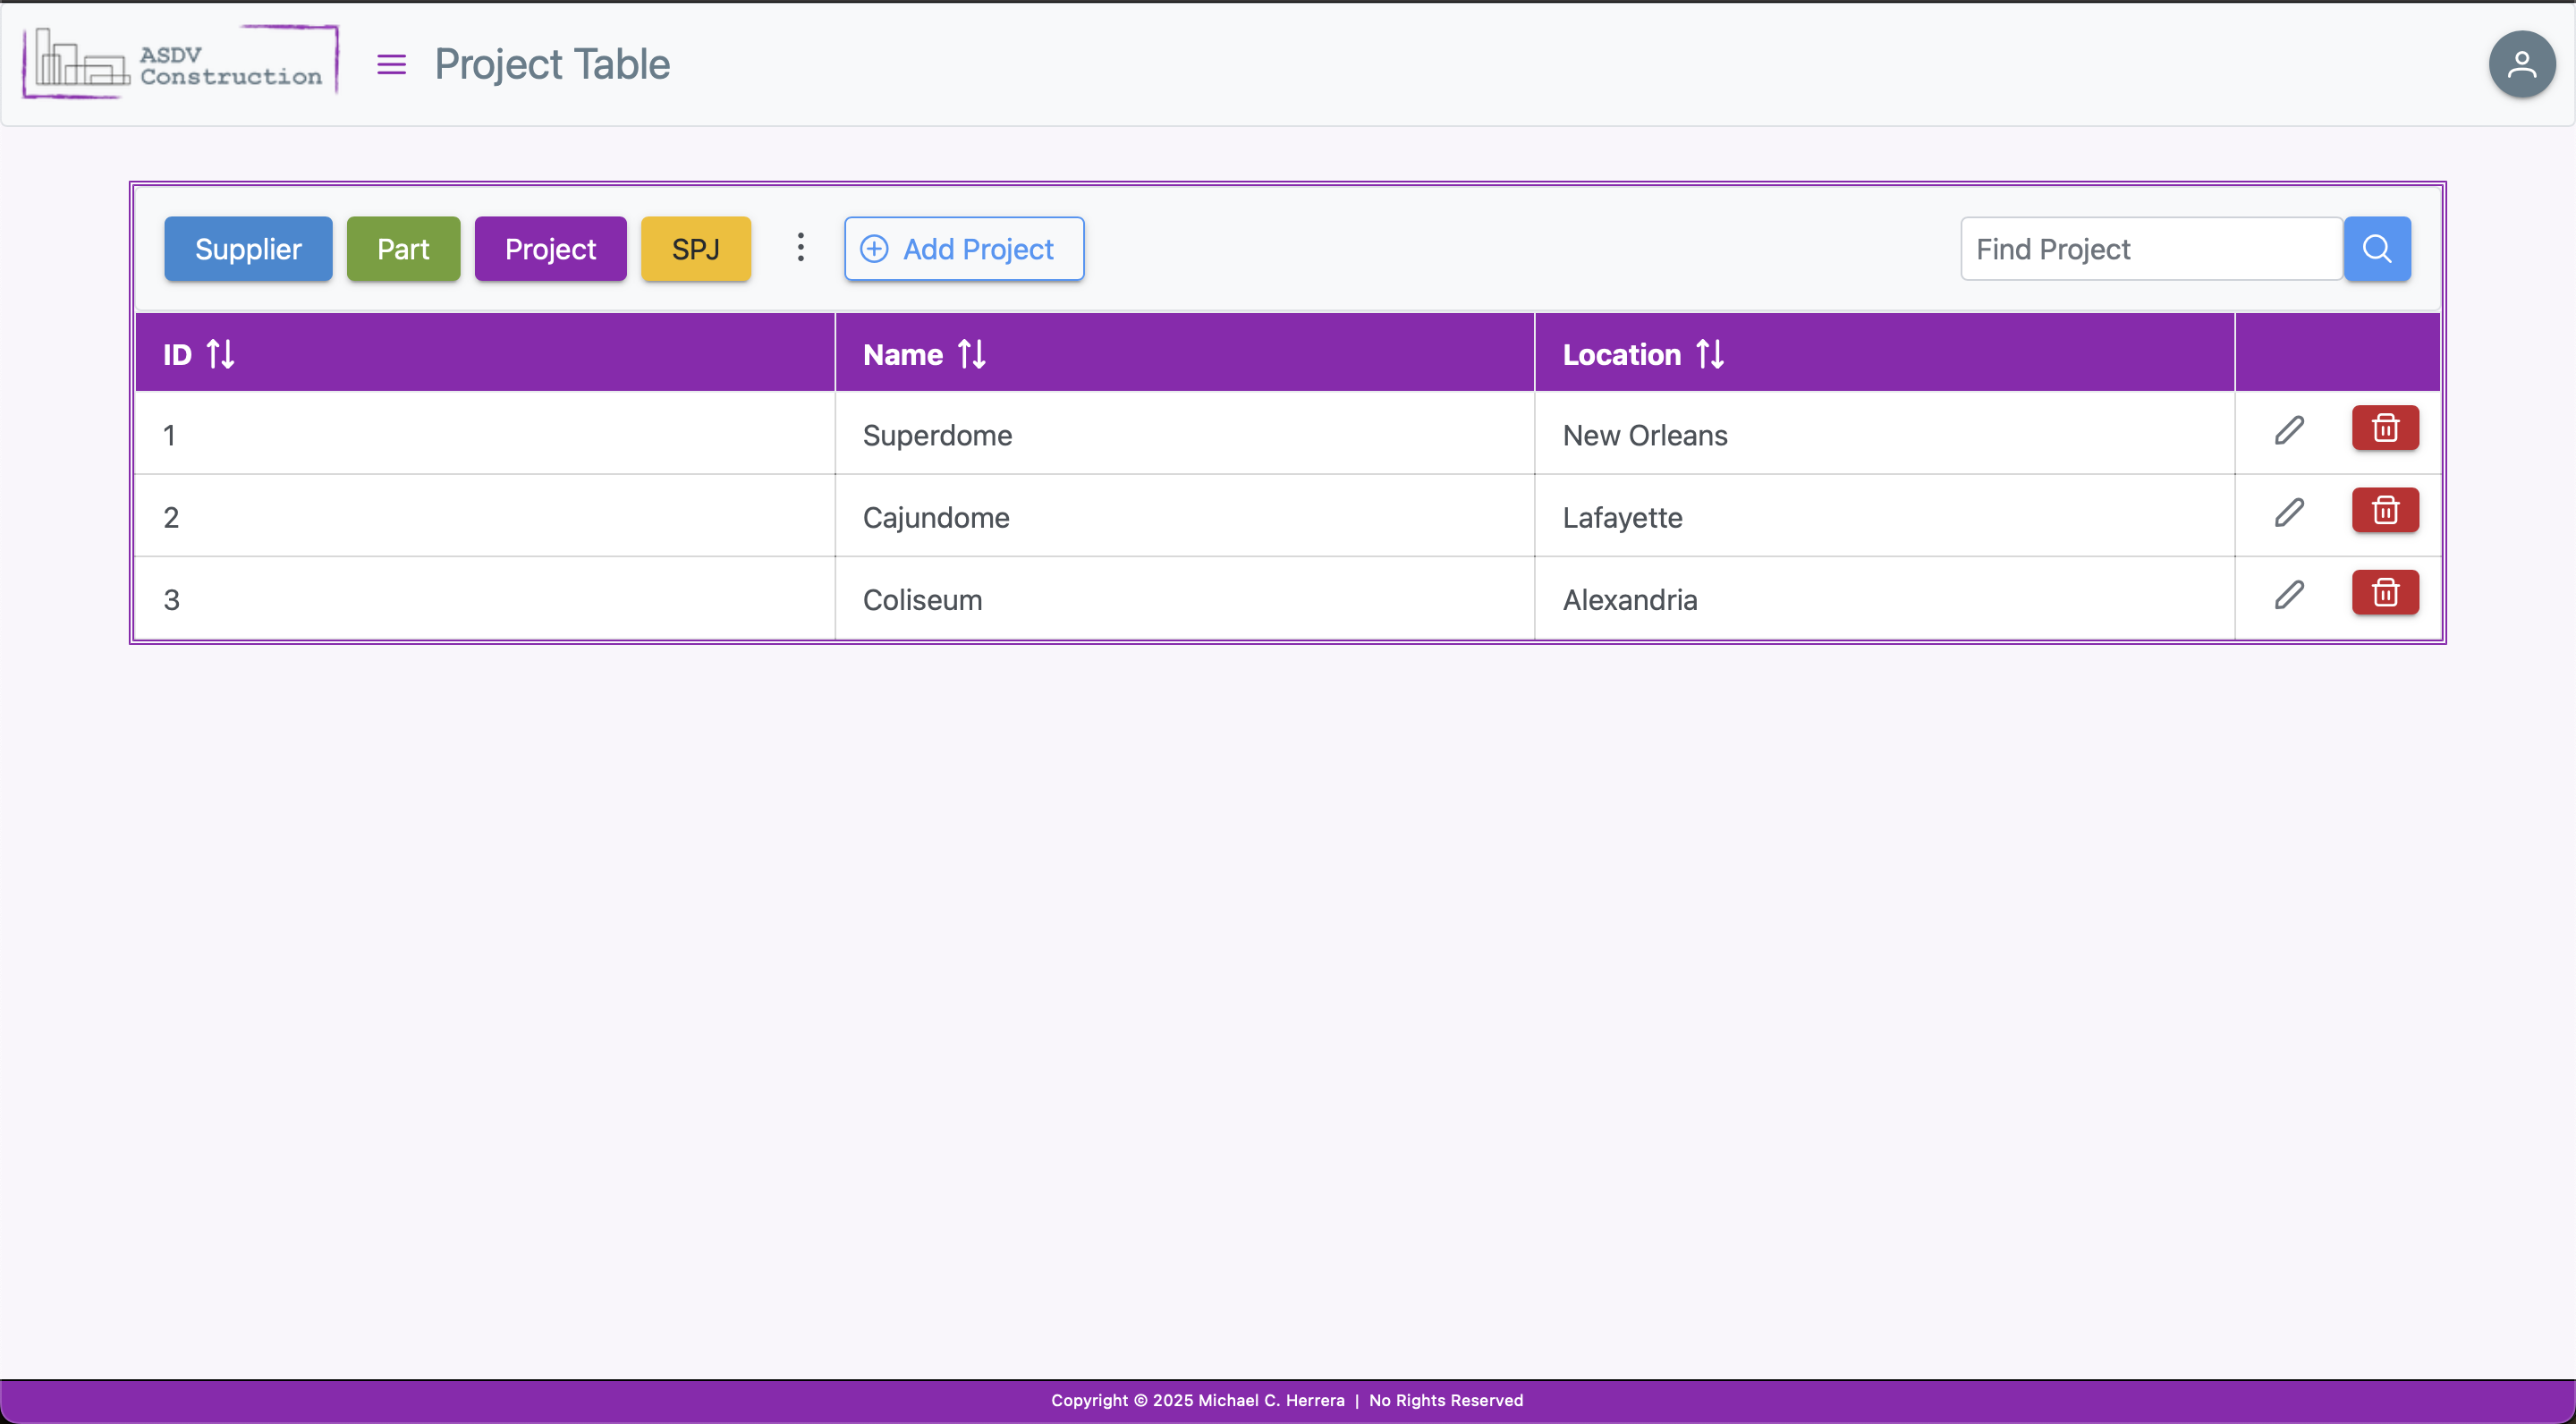 ASDV
Construction
Project Table
Supplier Part Project SPJ Add Project Find Project
ID Name Location
1 Superdome New Orleans
2 Cajundome Lafayette
3 Coliseum Alexandria
Copyright © 2025 Michael C. Herrera | No Rights Reserved